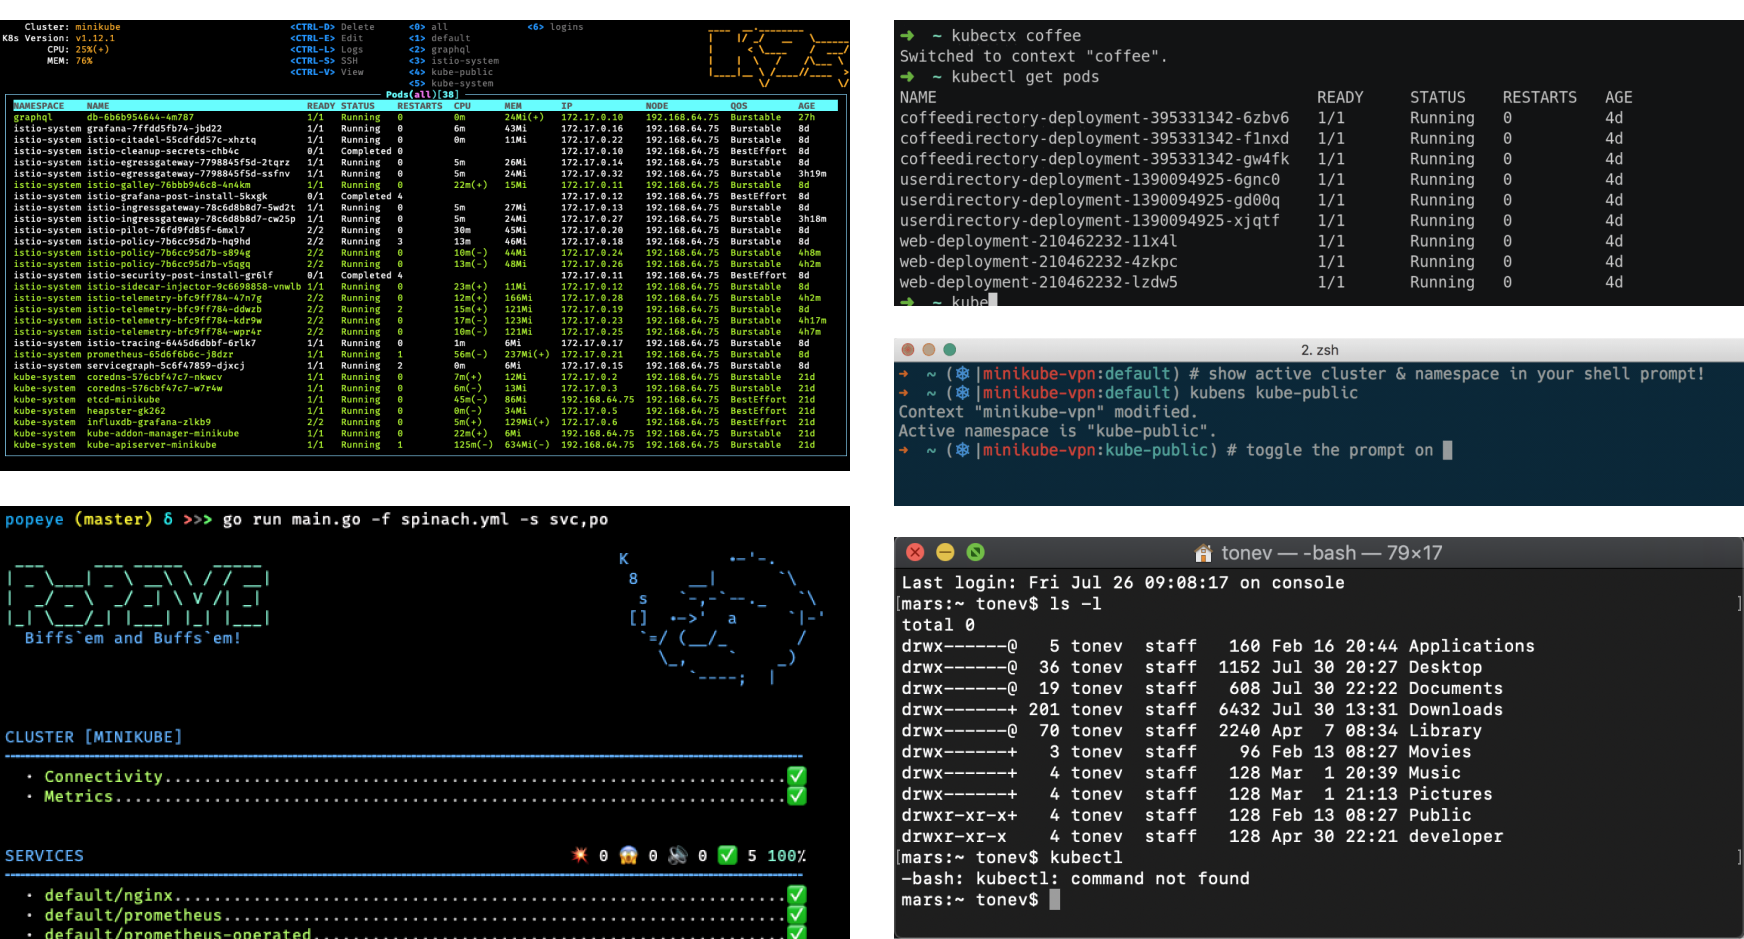 Cluster: minikube <CTRL-D> Delete <0> all <6> logins
K8s Version: v1.12.1 <CTRL-E> Edit <1> default
CPU: 25%(+) <CTRL-L> Logs <2> graphql
MEM: 76% <CTRL-S> SSH <3> istio-system
<CTRL-V> View <4> kube-public
<5> kube-system
Pods(all)[38]
NAMESPACE NAME READY STATUS RESTARTS CPU MEM IP NODE QOS AGE
graphql db-6b6b954644-4m787 1/1 Running 0 0m 24Mi(+) 172.17.0.10 192.168.64.75 Burstable 27h
istio-system grafana-7ffdd5fb74-jbd22 1/1 Running 0 6m 43Mi 172.17.0.16 192.168.64.75 Burstable 8d
istio-system istio-citadel-55cdfdd57c-xhztq 1/1 Running 0 0m 11Mi 172.17.0.22 192.168.64.75 Burstable 8d
istio-system istio-cleanup-secrets-chb4c 0/1 Completed 0 172.17.0.10 192.168.64.75 BestEffort 8d
istio-system istio-egressgateway-7798845f5d-2tqrz 1/1 Running 0 5m 26Mi 172.17.0.14 192.168.64.75 Burstable 8d
istio-system istio-egressgateway-7798845f5d-ssfnv 1/1 Running 0 5m 24Mi 172.17.0.32 192.168.64.75 Burstable 3h19m
istio-system istio-galley-76bbb946c8-4n4km 1/1 Running 0 22m(+) 15Mi 172.17.0.11 192.168.64.75 Burstable 8d
istio-system istio-grafana-post-install-5kxgk 0/1 Completed 4 172.17.0.12 192.168.64.75 BestEffort 8d
istio-system istio-ingressgateway-78c6d8b8d7-5wd2t 1/1 Running 0 5m 27Mi 172.17.0.13 192.168.64.75 Burstable 8d
istio-system istio-ingressgateway-78c6d8b8d7-cw25p 1/1 Running 0 5m 24Mi 172.17.0.27 192.168.64.75 Burstable 3h18m
istio-system istio-pilot-76fd9fd85f-6mxl7 2/2 Running 0 30m 45Mi 172.17.0.20 192.168.64.75 Burstable 8d
istio-system istio-policy-7b6cc95d7b-hq9hd 2/2 Running 3 13m 46Mi 172.17.0.18 192.168.64.75 Burstable 8d
istio-system istio-policy-7b6cc95d7b-s894g 2/2 Running 0 10m(-) 44Mi 172.17.0.24 192.168.64.75 Burstable 4h8m
istio-system istio-policy-7b6cc95d7b-v5qgq 2/2 Running 0 13m(-) 48Mi 172.17.0.26 192.168.64.75 Burstable 4h2m
istio-system istio-security-post-install-gr6lf 0/1 Completed 4 172.17.0.11 192.168.64.75 BestEffort 8d
istio-system istio-sidecar-injector-9c6698858-vnwlb 1/1 Running 0 23m(+) 11Mi 172.17.0.12 192.168.64.75 Burstable 8d
istio-system istio-telemetry-bfc9ff784-47n7g 2/2 Running 0 12m(+) 166Mi 172.17.0.28 192.168.64.75 Burstable 4h2m
istio-system istio-telemetry-bfc9ff784-ddwzb 2/2 Running 2 15m(+) 121Mi 172.17.0.19 192.168.64.75 Burstable 8d
istio-system istio-telemetry-bfc9ff784-kdr9w 2/2 Running 0 17m(-) 123Mi 172.17.0.23 192.168.64.75 Burstable 4h17m
istio-system istio-telemetry-bfc9ff784-wpr4r 2/2 Running 0 10m(-) 121Mi 172.17.0.25 192.168.64.75 Burstable 4h7m
istio-system istio-tracing-6445d6dbbf-6rlk7 1/1 Running 0 1m 6Mi 172.17.0.17 192.168.64.75 Burstable 8d
istio-system prometheus-65d6f6b6c-j8dzr 1/1 Running 1 56m(-) 237Mi(+) 172.17.0.21 192.168.64.75 Burstable 8d
istio-system servicegraph-5c6f47859-djxcj 1/1 Running 2 0m 6Mi 172.17.0.15 192.168.64.75 Burstable 8d
kube-system coredns-576cbf47c7-nkwcv 1/1 Running 0 7m(+) 12Mi 172.17.0.2 192.168.64.75 Burstable 21d
kube-system coredns-576cbf47c7-w7r4w 1/1 Running 0 6m(-) 13Mi 172.17.0.3 192.168.64.75 Burstable 21d
kube-system etcd-minikube 1/1 Running 0 45m(-) 86Mi 192.168.64.75 192.168.64.75 BestEffort 21d
kube-system heapster-gk262 1/1 Running 0 0m(-) 34Mi 172.17.0.5 192.168.64.75 BestEffort 21d
kube-system influxdb-grafana-zlkb9 2/2 Running 0 5m(+) 129Mi(+) 172.17.0.6 192.168.64.75 BestEffort 21d
kube-system kube-addon-manager-minikube 1/1 Running 0 22m(+) 6Mi 192.168.64.75 192.168.64.75 Burstable 21d
kube-system kube-apiserver-minikube 1/1 Running 1 125m(-) 634Mi(-) 192.168.64.75 192.168.64.75 Burstable 21d
➜ ~ kubectx coffee
Switched to context "coffee".
➜ ~ kubectl get pods
NAME READY STATUS RESTARTS AGE
coffeedirectory-deployment-395331342-6zbv6 1/1 Running 0 4d
coffeedirectory-deployment-395331342-f1nxd 1/1 Running 0 4d
coffeedirectory-deployment-395331342-gw4fk 1/1 Running 0 4d
userdirectory-deployment-1390094925-6gnc0 1/1 Running 0 4d
userdirectory-deployment-1390094925-gd00q 1/1 Running 0 4d
userdirectory-deployment-1390094925-xjqtf 1/1 Running 0 4d
web-deployment-210462232-11x4l 1/1 Running 0 4d
web-deployment-210462232-4zkpc 1/1 Running 0 4d
web-deployment-210462232-lzdw5 1/1 Running 0 4d
➜ ~ kube
2. zsh
➜ ~ (⎈ |minikube-vpn:default) # show active cluster & namespace in your shell prompt!
➜ ~ (⎈ |minikube-vpn:default) kubens kube-public
Context "minikube-vpn" modified.
Active namespace is "kube-public".
➜ ~ (⎈ |minikube-vpn:kube-public) # toggle the prompt on
popeye (master) δ >>> go run main.go -f spinach.yml -s svc,po
POPEYE
K
8
s
[]
a
Biffs`em and Buffs`em!
CLUSTER [MINIKUBE]
· Connectivity ✅
· Metrics ✅
SERVICES 💥 0 😱 0 🔊 0 ✅ 5 100%
· default/nginx ✅
· default/prometheus ✅
· default/prometheus-operated ✅
tonev — -bash — 79×17
Last login: Fri Jul 26 09:08:17 on console
[mars:~ tonev$ ls -l ]
total 0
drwx------@ 5 tonev staff 160 Feb 16 20:44 Applications
drwx------@ 36 tonev staff 1152 Jul 30 20:27 Desktop
drwx------@ 19 tonev staff 608 Jul 30 22:22 Documents
drwx------+ 201 tonev staff 6432 Jul 30 13:31 Downloads
drwx------@ 70 tonev staff 2240 Apr 7 08:34 Library
drwx------+ 3 tonev staff 96 Feb 13 08:27 Movies
drwx------+ 4 tonev staff 128 Mar 1 20:39 Music
drwx------+ 4 tonev staff 128 Mar 1 21:13 Pictures
drwxr-xr-x+ 4 tonev staff 128 Feb 13 08:27 Public
drwxr-xr-x 4 tonev staff 128 Apr 30 22:21 developer
[mars:~ tonev$ kubectl ]
-bash: kubectl: command not found
mars:~ tonev$